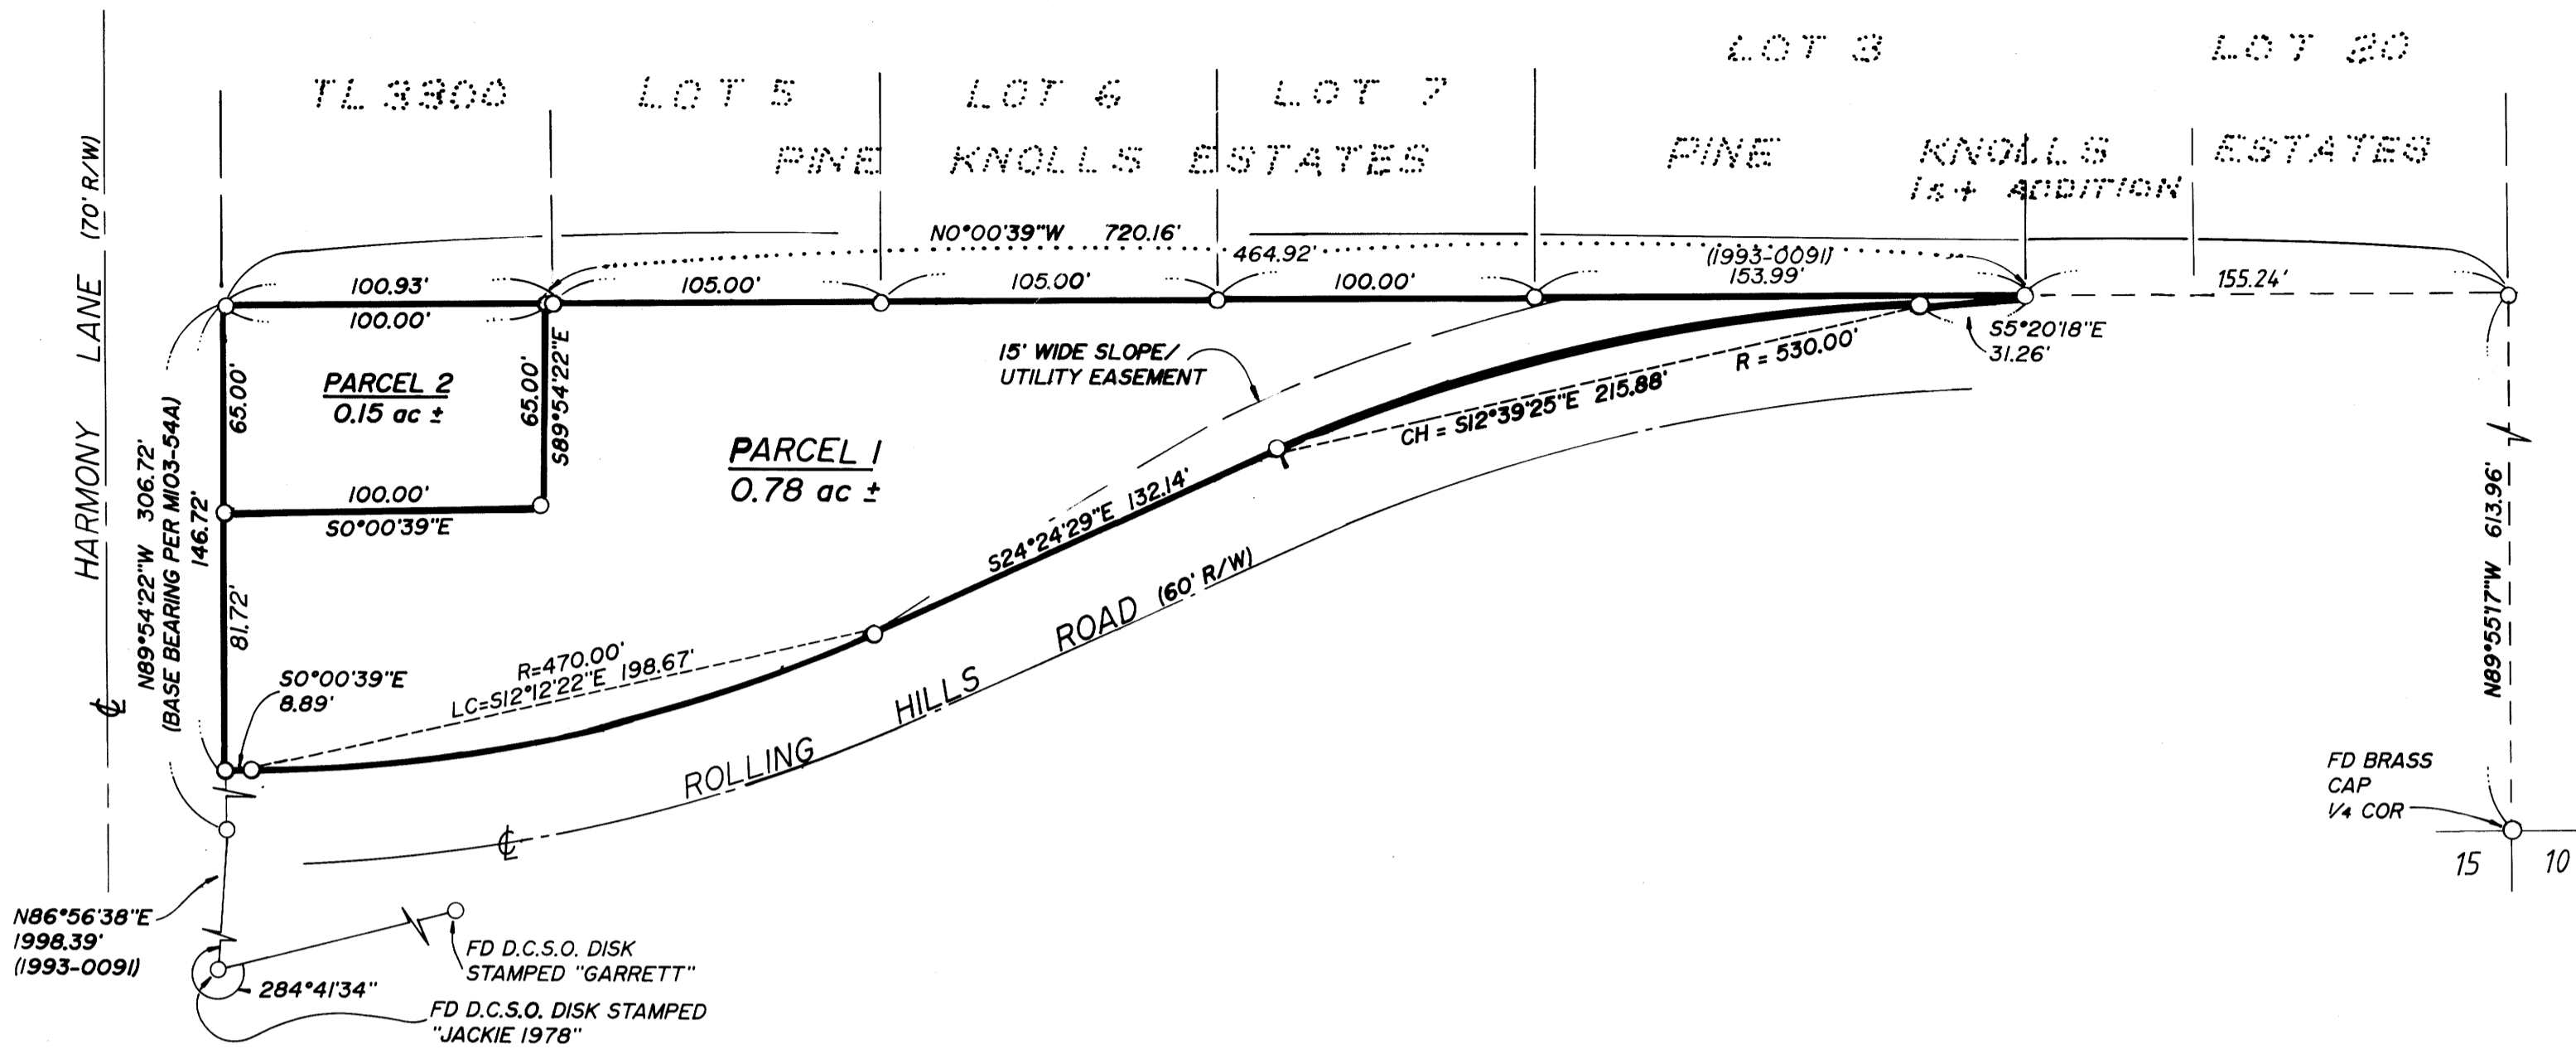 LOT 3
LOT 20
TL 3300
LOT 5
LOT 6
LOT 7
PINE KNOLLS ESTATES
PINE KNOLLS ESTATES
1st ADDITION
HARMONY LANE (70' R/W)
N0°00'39"W 720.16'
464.92'
(1993-0091)
100.93'
105.00'
105.00'
100.00'
153.99'
155.24'
100.00'
S5°20'18"E
31.26'
15' WIDE SLOPE/
UTILITY EASEMENT
R = 530.00'
CH = S12°39'25"E 215.88'
65.00'
PARCEL 2
0.15 ac ±
65.00'
S89°54'22"E
N89°54'22"W 306.72'
(BASE BEARING PER M103-54A)
146.72'
PARCEL 1
0.78 ac ±
100.00'
S0°00'39"E
S24°24'29"E 132.14'
N89°55'17"W 613.96'
81.72'
ROLLING HILLS ROAD (60' R/W)
S0°00'39"E
8.89'
R=470.00'
LC=S12°12'22"E 198.67'
℄
℄
FD BRASS
CAP
1/4 COR
15
10
N86°56'38"E
1998.39'
(1993-0091)
FD D.C.S.O. DISK
STAMPED "GARRETT"
284°41'34"
FD D.C.S.O. DISK STAMPED
"JACKIE 1978"